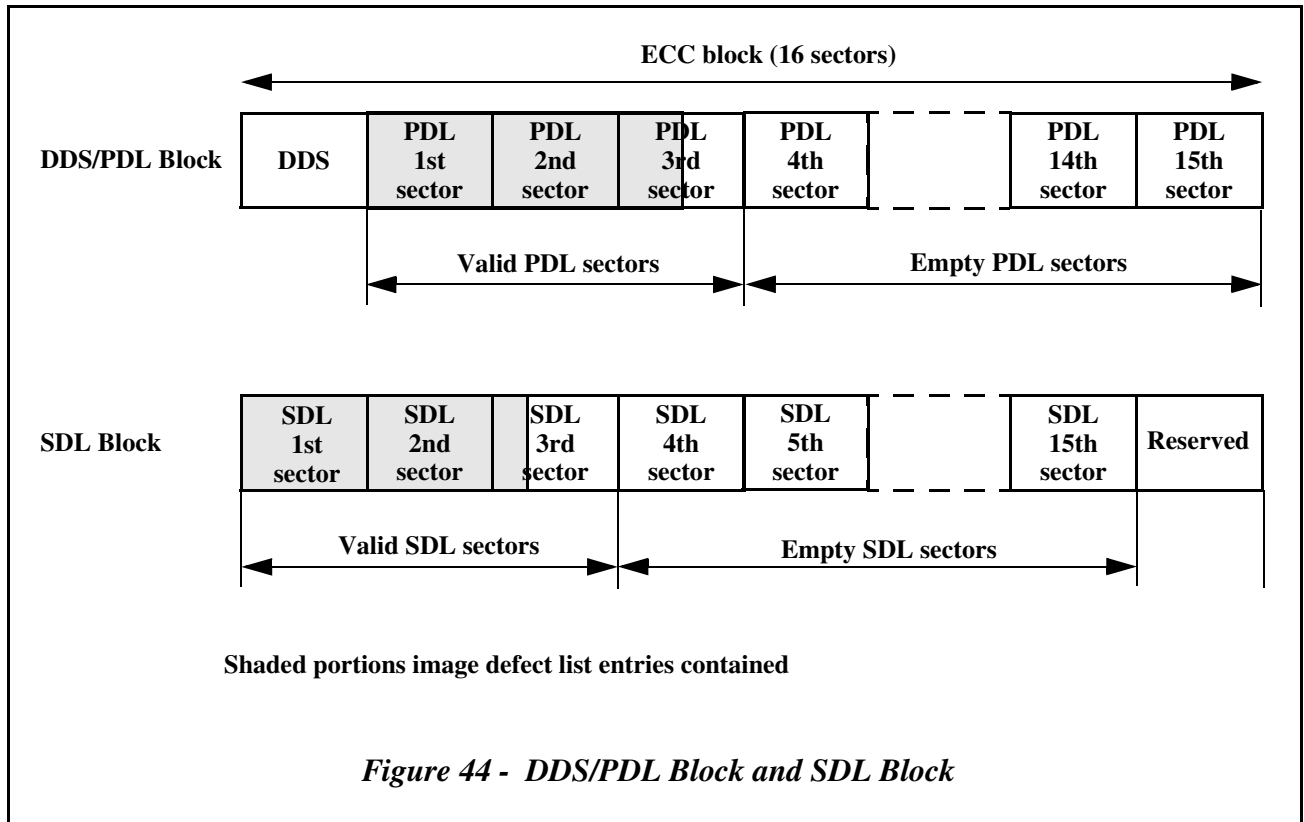 ECC block (16 sectors)
DDS/PDL Block
DDS
PDL
1st
sector
PDL
2nd
sector
PDL
3rd
sector
PDL
4th
sector
PDL
14th
sector
PDL
15th
sector
Valid PDL sectors
Empty PDL sectors
SDL Block
SDL
1st
sector
SDL
2nd
sector
SDL
3rd
sector
SDL
4th
sector
SDL
5th
sector
SDL
15th
sector
Reserved
Valid SDL sectors
Empty SDL sectors
Shaded portions image defect list entries contained
Figure 44 - DDS/PDL Block and SDL Block